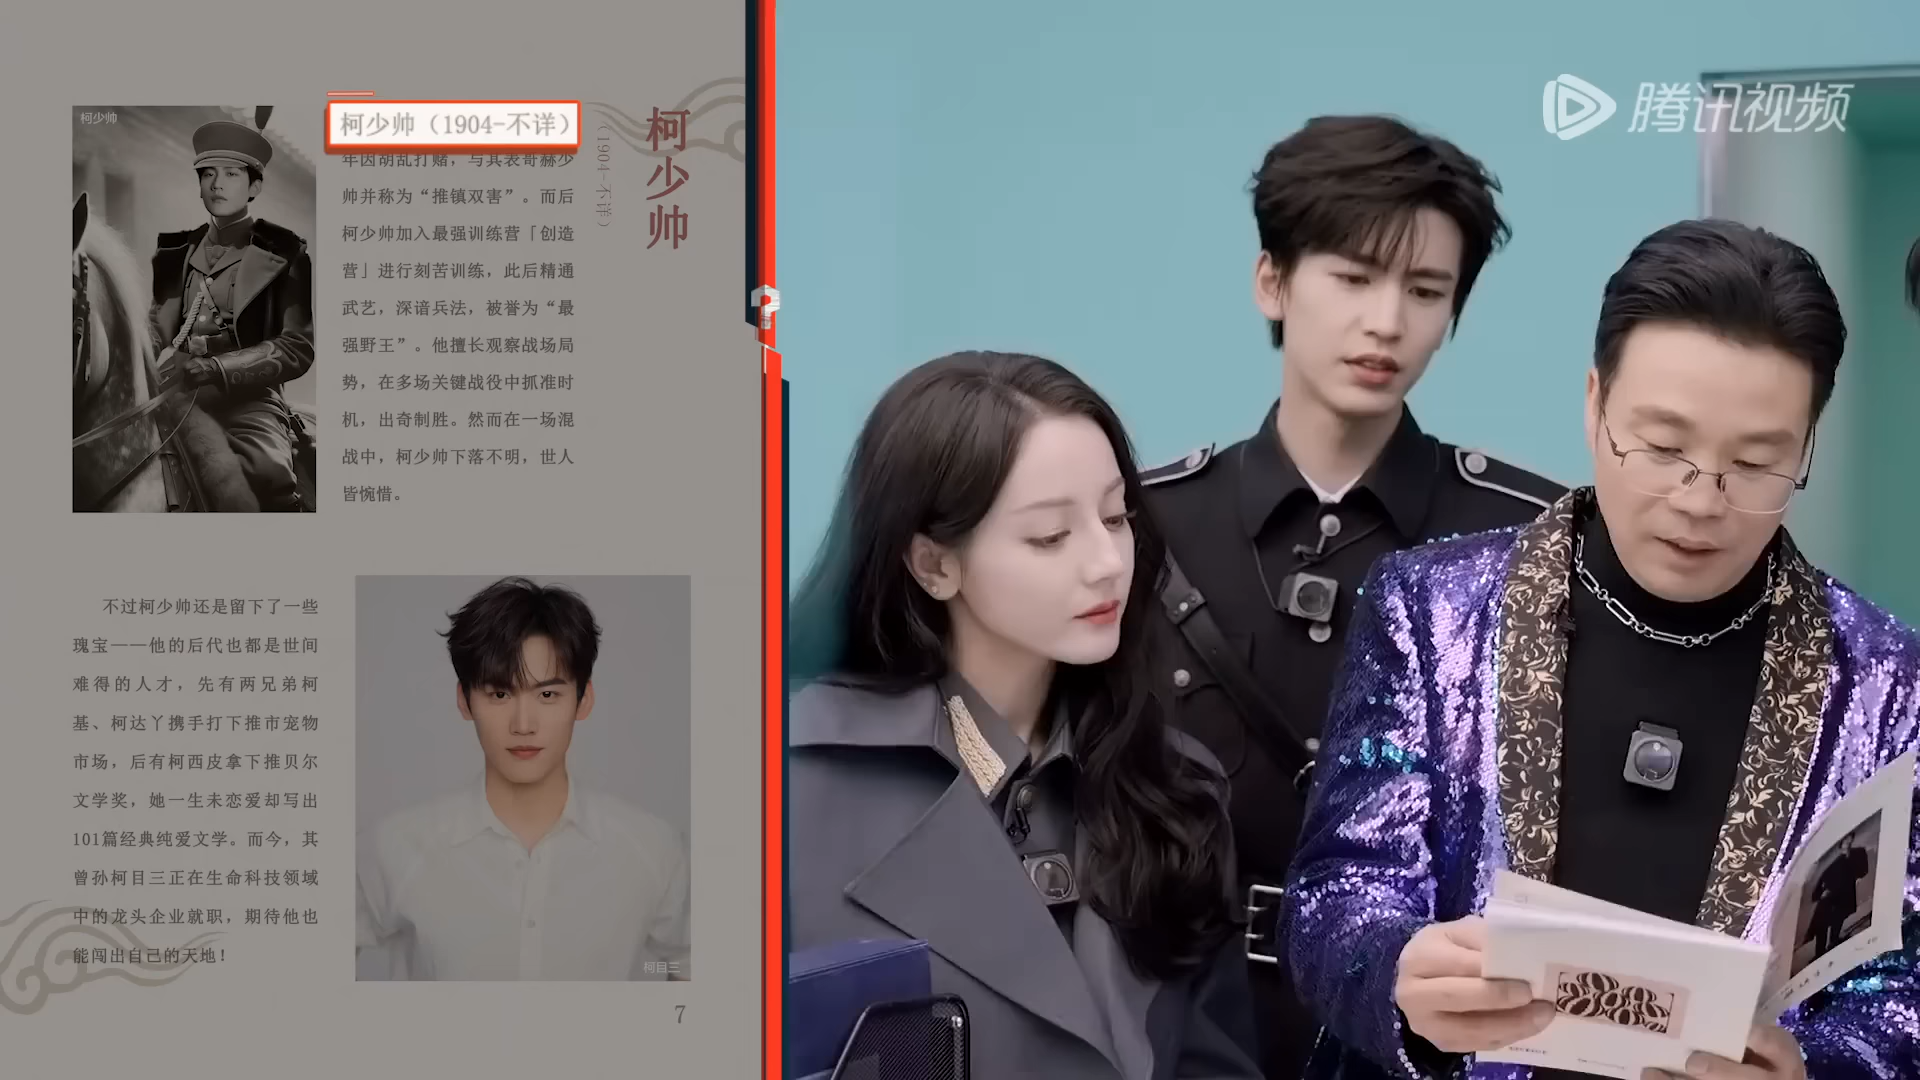 柯少帅
柯少帅（1904-不详）
柯少帅
（1904-不详）
年因胡乱打赌，与其表哥赫少
帅并称为“推镇双害”。而后
柯少帅加入最强训练营「创造
营」进行刻苦训练，此后精通
武艺，深谙兵法，被誉为“最
强野王”。他擅长观察战场局
势，在多场关键战役中抓准时
机，出奇制胜。然而在一场混
战中，柯少帅下落不明，世人
皆惋惜。
不过柯少帅还是留下了一些
瑰宝——他的后代也都是世间
难得的人才，先有两兄弟柯
基、柯达丫携手打下推市宠物
市场，后有柯西皮拿下推贝尔
文学奖，她一生未恋爱却写出
101篇经典纯爱文学。而今，其
曾孙柯目三正在生命科技领域
中的龙头企业就职，期待他也
能闯出自己的天地！
柯目三
7
腾讯视频